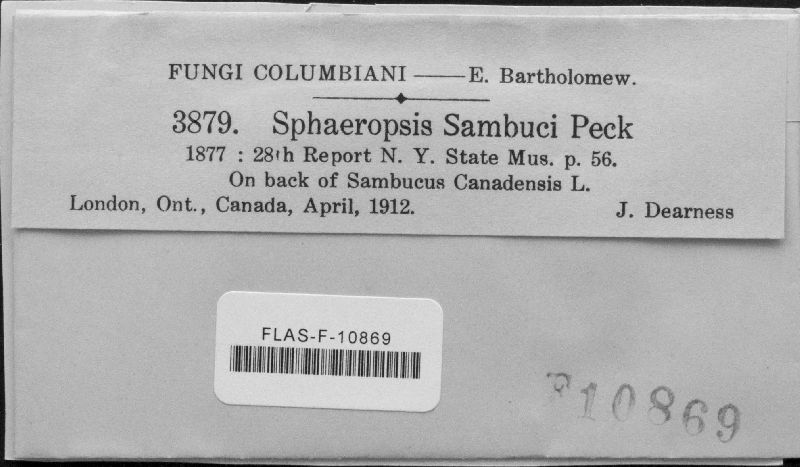 FUNGI COLUMBIANI —— E. Bartholomew.
3879. Sphaeropsis Sambuci Peck
1877 : 28th Report N. Y. State Mus. p. 56.
On back of Sambucus Canadensis L.
London, Ont., Canada, April, 1912. J. Dearness
FLAS-F-10869
F10869